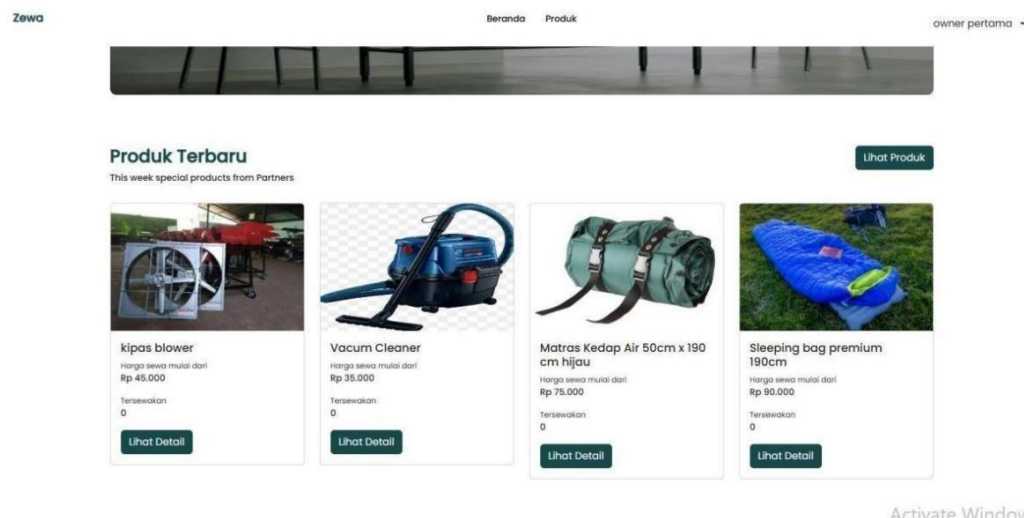 Zewa
Beranda Produk
owner pertama
Produk Terbaru
Lihat Produk
This week special products from Partners
kipas blower
Harga sewa mulai dari
Rp 45.000
Tersewakan
0
Lihat Detail
Vacum Cleaner
Harga sewa mulai dari
Rp 35.000
Tersewakan
0
Lihat Detail
Matras Kedap Air 50cm x 190
cm hijau
Harga sewa mulai dari
Rp 75.000
Tersewakan
0
Lihat Detail
Sleeping bag premium
190cm
Harga sewa mulai dari
Rp 90.000
Tersewakan
0
Lihat Detail
Activate Window